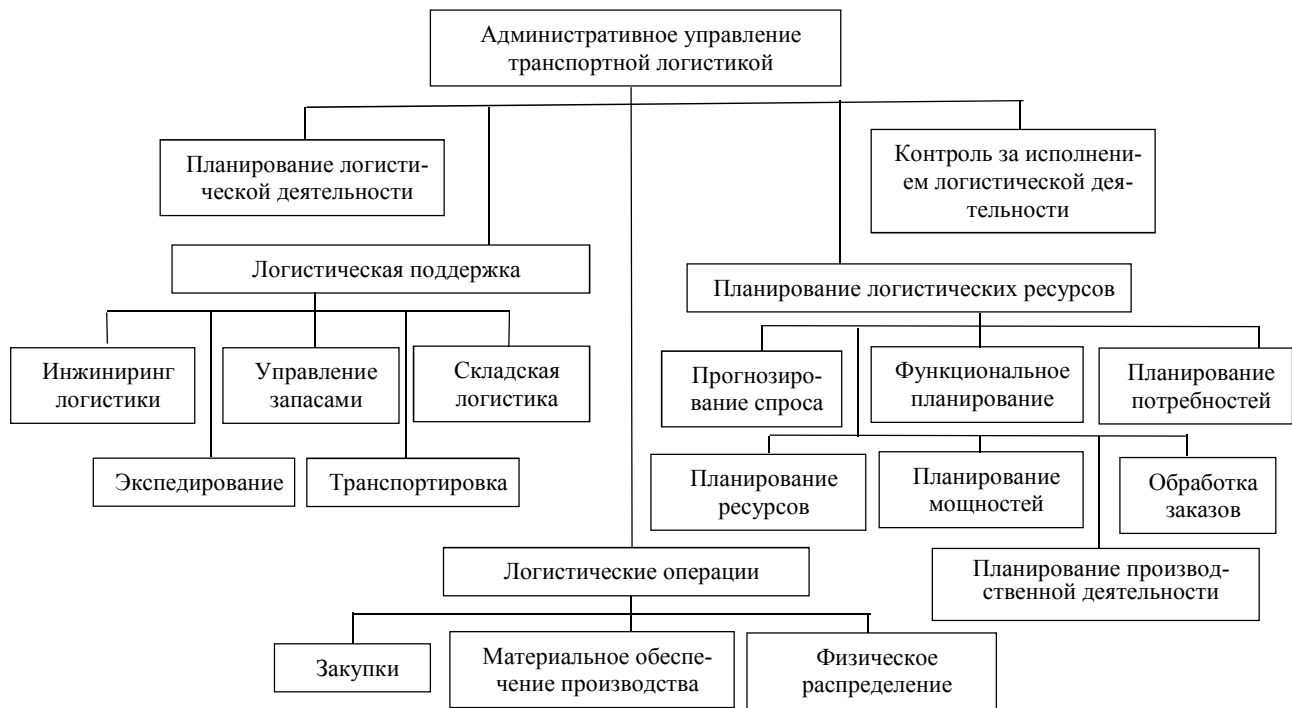 Административное управление
транспортной логистикой
Планирование логисти-
ческой деятельности
Контроль за исполнени-
ем логистической дея-
тельности
Логистическая поддержка
Планирование логистических ресурсов
Инжиниринг
логистики
Управление
запасами
Складская
логистика
Прогнозиро-
вание спроса
Функциональное
планирование
Планирование
потребностей
Экспедирование
Транспортировка
Планирование
ресурсов
Планирование
мощностей
Обработка
заказов
Логистические операции
Планирование производ-
ственной деятельности
Закупки
Материальное обеспе-
чение производства
Физическое
распределение